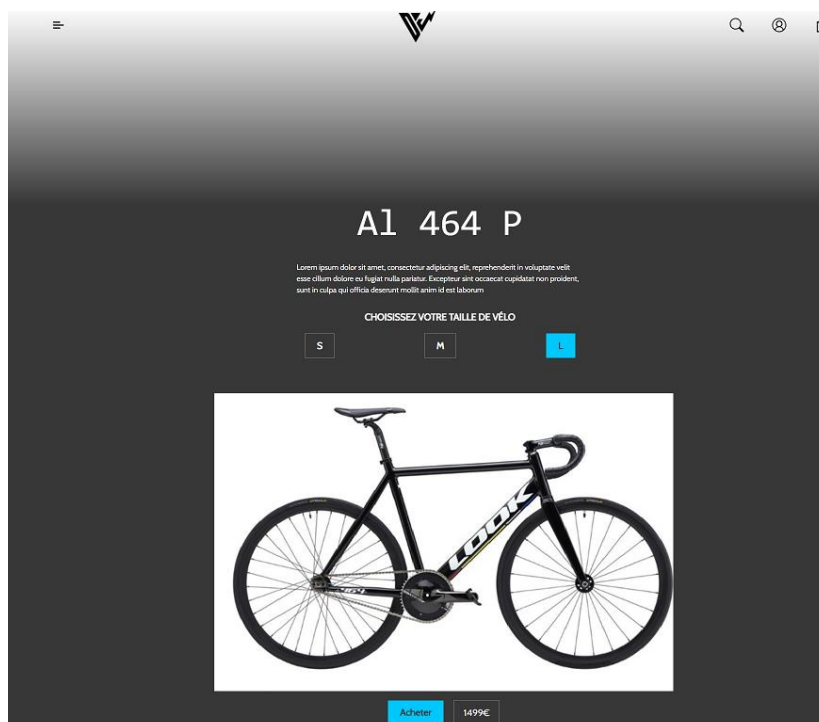 Al 464 P
Lorem ipsum dolor sit amet, consectetur adipiscing elit, reprehenderit in voluptate velit
esse cillum dolore eu fugiat nulla pariatur. Excepteur sint occaecat cupidatat non proident,
sunt in culpa qui officia deserunt mollit anim id est laborum
CHOISISSEZ VOTRE TAILLE DE VÉLO
S M L
LOOK
464
Acheter 1499€